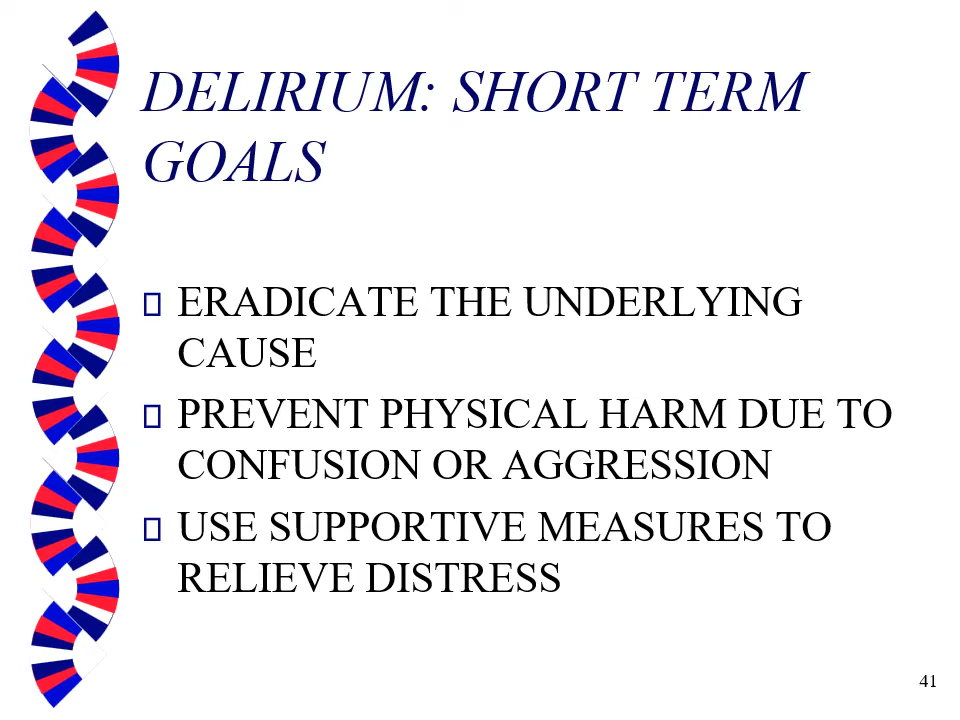 DELIRIUM: SHORT TERM
GOALS
ERADICATE THE UNDERLYING
CAUSE
PREVENT PHYSICAL HARM DUE TO
CONFUSION OR AGGRESSION
USE SUPPORTIVE MEASURES TO
RELIEVE DISTRESS
41